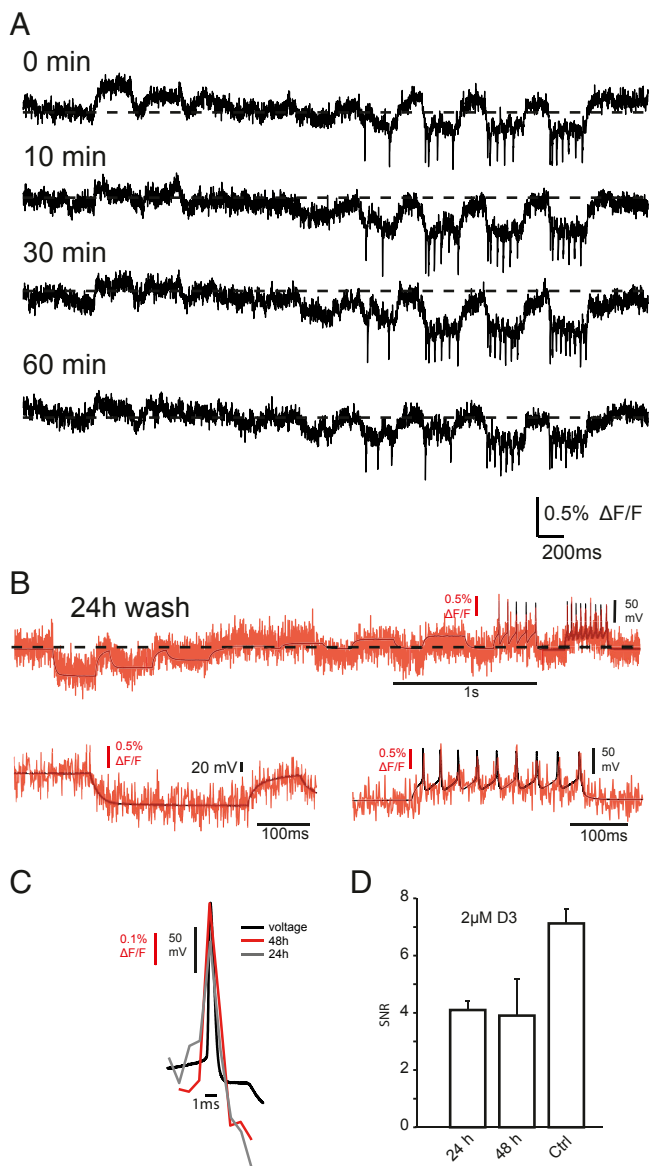 A
0 min
10 min
30 min
60 min
0.5% ΔF/F
200ms
B
24h wash
0.5%
ΔF/F
50
mV
1s
0.5%
ΔF/F
20 mV
100ms
0.5%
ΔF/F
50
mV
100ms
C
0.1%
ΔF/F
50
mV
voltage
48h
24h
1ms
D
2µM D3
SNR
8
6
4
2
0
24 h
48 h
Ctrl